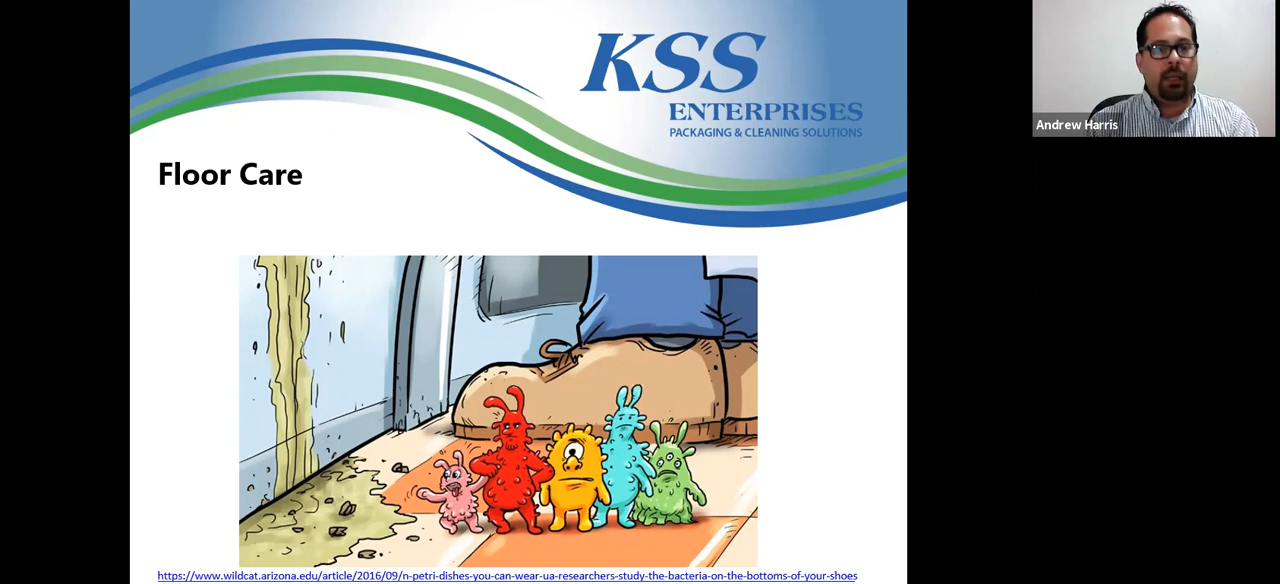 KSS
ENTERPRISES
PACKAGING & CLEANING SOLUTIONS
Andrew Harris
Floor Care
https://www.wildcat.arizona.edu/article/2016/09/n-petri-dishes-you-can-wear-ua-researchers-study-the-bacteria-on-the-bottoms-of-your-shoes